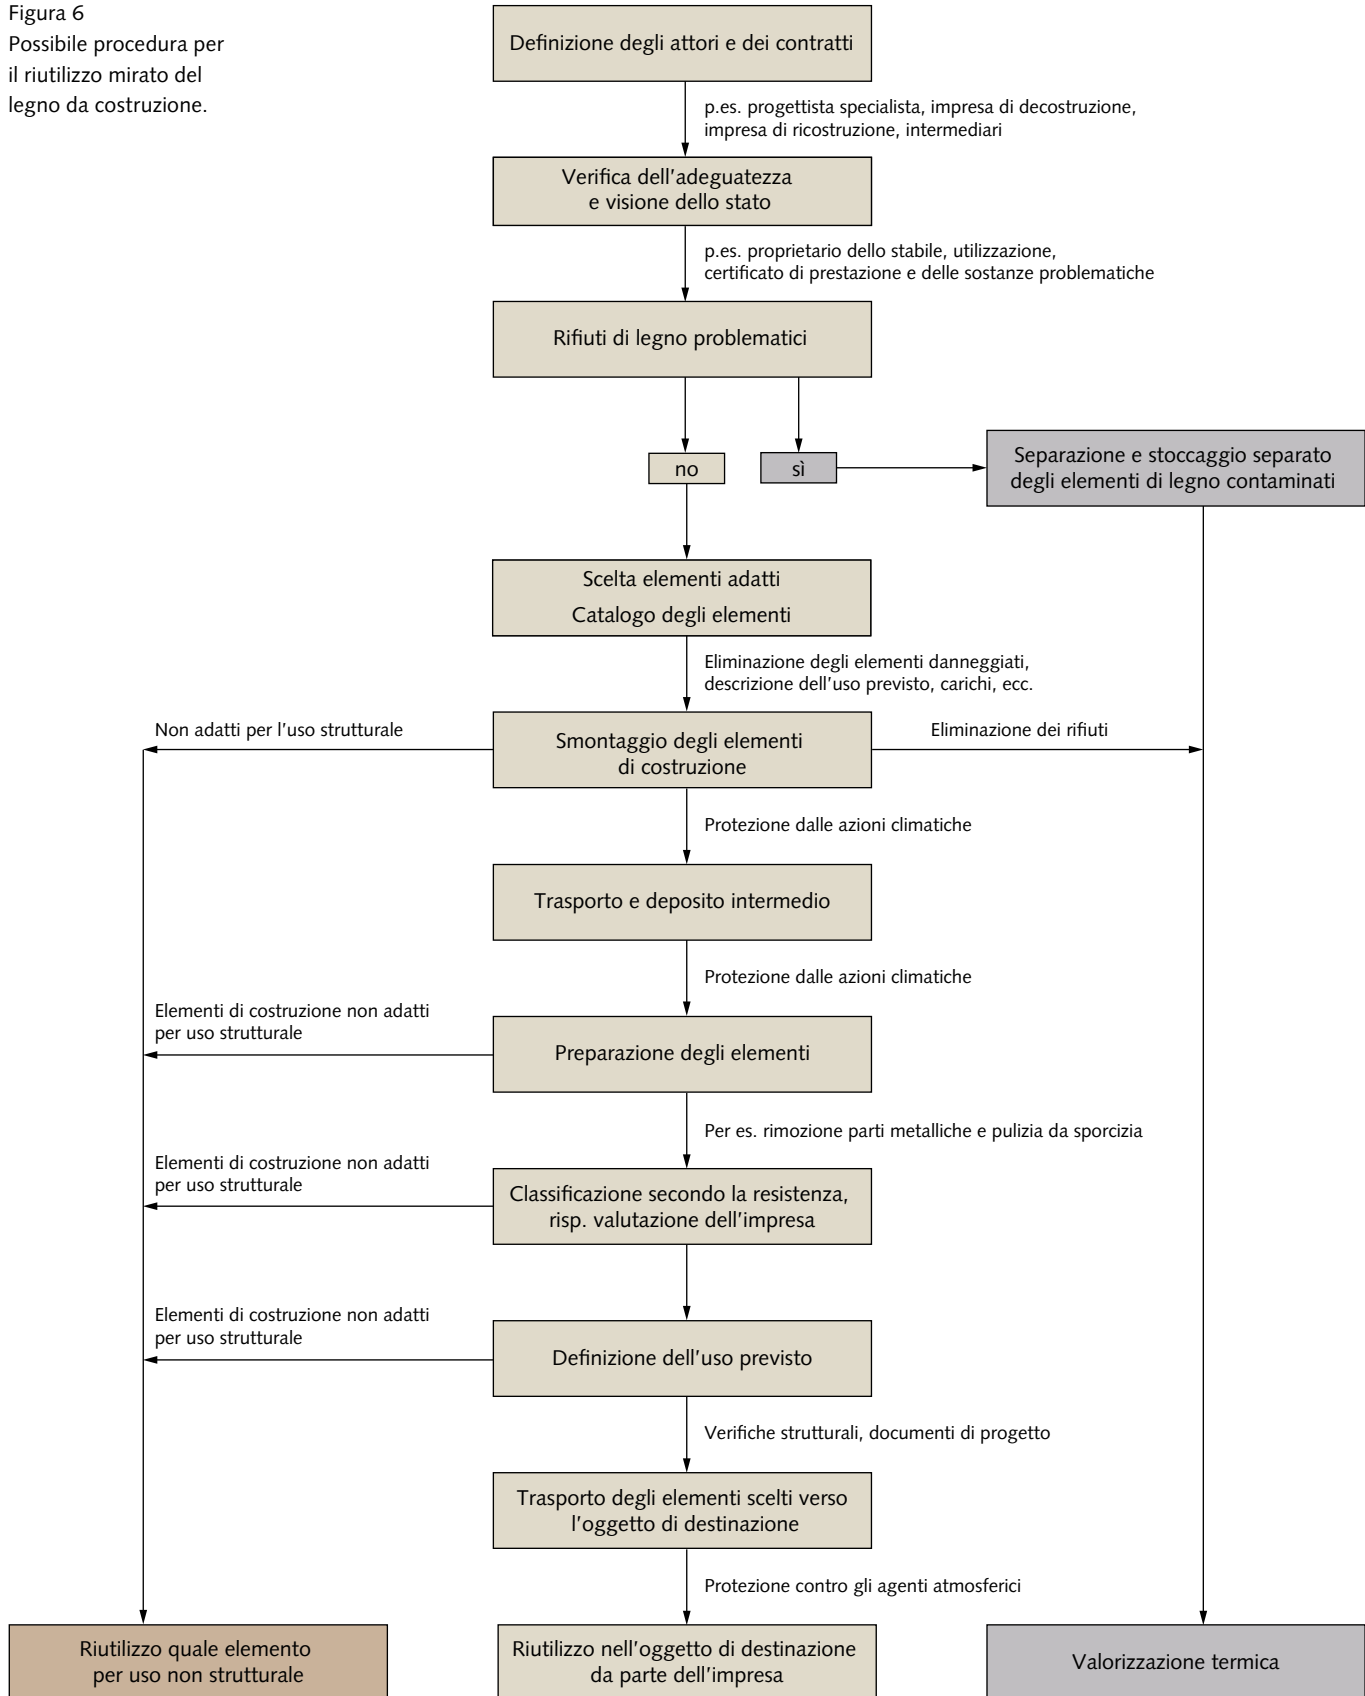 Figura 6
Possibile procedura per
il riutilizzo mirato del
legno da costruzione.
Definizione degli attori e dei contratti
p.es. progettista specialista, impresa di decostruzione,
impresa di ricostruzione, intermediari
Verifica dell'adeguatezza
e visione dello stato
p.es. proprietario dello stabile, utilizzazione,
certificato di prestazione e delle sostanze problematiche
Rifiuti di legno problematici
no
sì
Separazione e stoccaggio separato
degli elementi di legno contaminati
Scelta elementi adatti
Catalogo degli elementi
Eliminazione degli elementi danneggiati,
descrizione dell'uso previsto, carichi, ecc.
Non adatti per l'uso strutturale
Smontaggio degli elementi
di costruzione
Eliminazione dei rifiuti
Protezione dalle azioni climatiche
Trasporto e deposito intermedio
Protezione dalle azioni climatiche
Elementi di costruzione non adatti
per uso strutturale
Preparazione degli elementi
Per es. rimozione parti metalliche e pulizia da sporcizia
Elementi di costruzione non adatti
per uso strutturale
Classificazione secondo la resistenza,
risp. valutazione dell'impresa
Elementi di costruzione non adatti
per uso strutturale
Definizione dell'uso previsto
Verifiche strutturali, documenti di progetto
Trasporto degli elementi scelti verso
l'oggetto di destinazione
Protezione contro gli agenti atmosferici
Riutilizzo quale elemento
per uso non strutturale
Riutilizzo nell'oggetto di destinazione
da parte dell'impresa
Valorizzazione termica